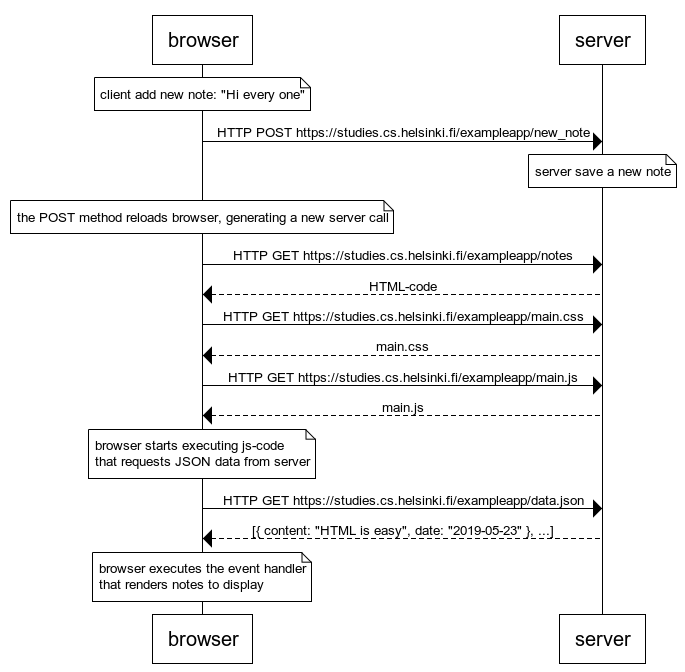 browser
server
client add new note: "Hi every one"
HTTP POST https://studies.cs.helsinki.fi/exampleapp/new_note
server save a new note
the POST method reloads browser, generating a new server call
HTTP GET https://studies.cs.helsinki.fi/exampleapp/notes
HTML-code
HTTP GET https://studies.cs.helsinki.fi/exampleapp/main.css
main.css
HTTP GET https://studies.cs.helsinki.fi/exampleapp/main.js
main.js
browser starts executing js-code
that requests JSON data from server
HTTP GET https://studies.cs.helsinki.fi/exampleapp/data.json
[{ content: "HTML is easy", date: "2019-05-23" }, ...]
browser executes the event handler
that renders notes to display
browser
server